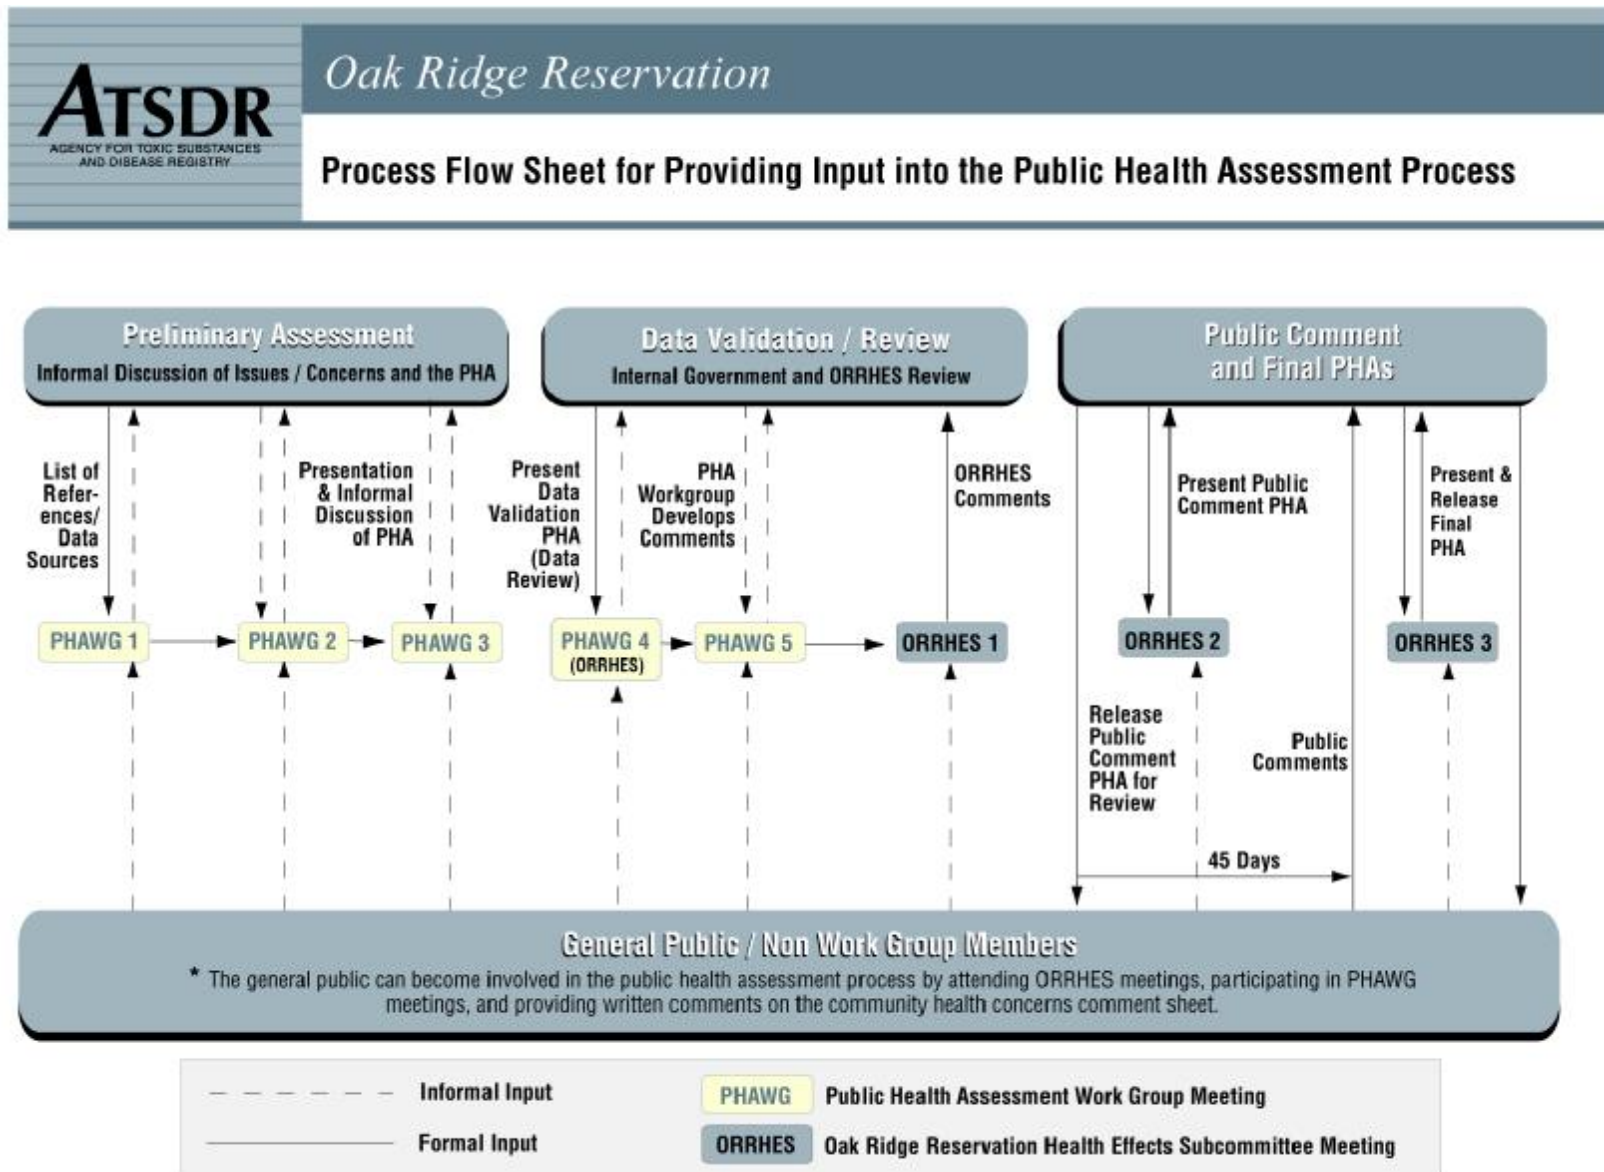 ATSDR
AGENCY FOR TOXIC SUBSTANCES
AND DISEASE REGISTRY
Oak Ridge Reservation
Process Flow Sheet for Providing Input into the Public Health Assessment Process
Preliminary Assessment
Informal Discussion of Issues / Concerns and the PHA
Data Validation / Review
Internal Government and ORRHES Review
Public Comment
and Final PHAs
List of
Refer-
ences/
Data
Sources
Presentation
& Informal
Discussion
of PHA
Present
Data
Validation
PHA
(Data
Review)
PHA
Workgroup
Develops
Comments
ORRHES
Comments
Present Public
Comment PHA
Present &
Release
Final
PHA
PHAWG 1
PHAWG 2
PHAWG 3
PHAWG 4
(ORRHES)
PHAWG 5
ORRHES 1
ORRHES 2
ORRHES 3
Release
Public
Comment
PHA for
Review
Public
Comments
45 Days
General Public / Non Work Group Members
* The general public can become involved in the public health assessment process by attending ORRHES meetings, participating in PHAWG
meetings, and providing written comments on the community health concerns comment sheet.
Informal Input
PHAWG
Public Health Assessment Work Group Meeting
Formal Input
ORRHES
Oak Ridge Reservation Health Effects Subcommittee Meeting